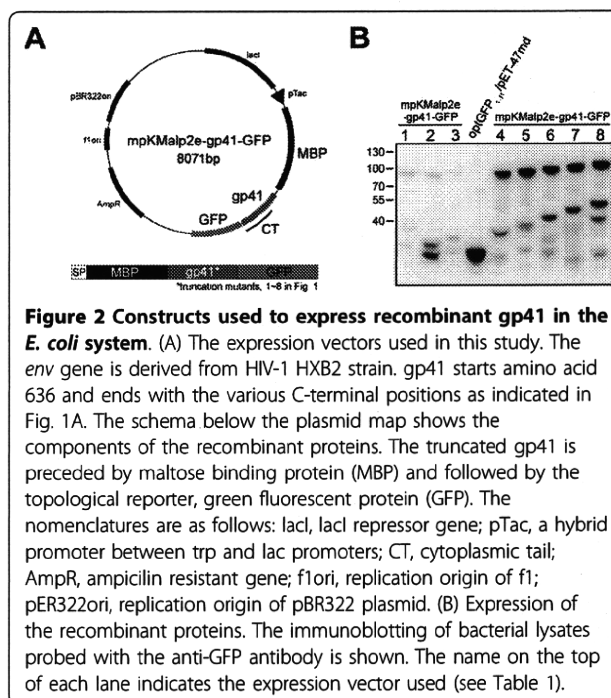 A
lacI
pTac
pBR322ori
f1ori
mpKMalp2e-gp41-GFP
8071bp
MBP
gp41
AmpR
GFP
CT
SP MBP gp41* GFP
*truncation mutants, 1~8 in Fig 1
B
opIGFP1.11/pET-47md
mpKMalp2e
-gp41-GFP
mpKMalp2e-gp41-GFP
1 2 3 4 5 6 7 8
130
100
70
55
40
Figure 2 Constructs used to express recombinant gp41 in the
E. coli system. (A) The expression vectors used in this study. The
env gene is derived from HIV-1 HXB2 strain. gp41 starts amino acid
636 and ends with the various C-terminal positions as indicated in
Fig. 1A. The schema below the plasmid map shows the
components of the recombinant proteins. The truncated gp41 is
preceded by maltose binding protein (MBP) and followed by the
topological reporter, green fluorescent protein (GFP). The
nomenclatures are as follows: lacI, lacI repressor gene; pTac, a hybrid
promoter between trp and lac promoters; CT, cytoplasmic tail;
AmpR, ampicilin resistant gene; f1ori, replication origin of f1;
pER322ori, replication origin of pBR322 plasmid. (B) Expression of
the recombinant proteins. The immunoblotting of bacterial lysates
probed with the anti-GFP antibody is shown. The name on the top
of each lane indicates the expression vector used (see Table 1).